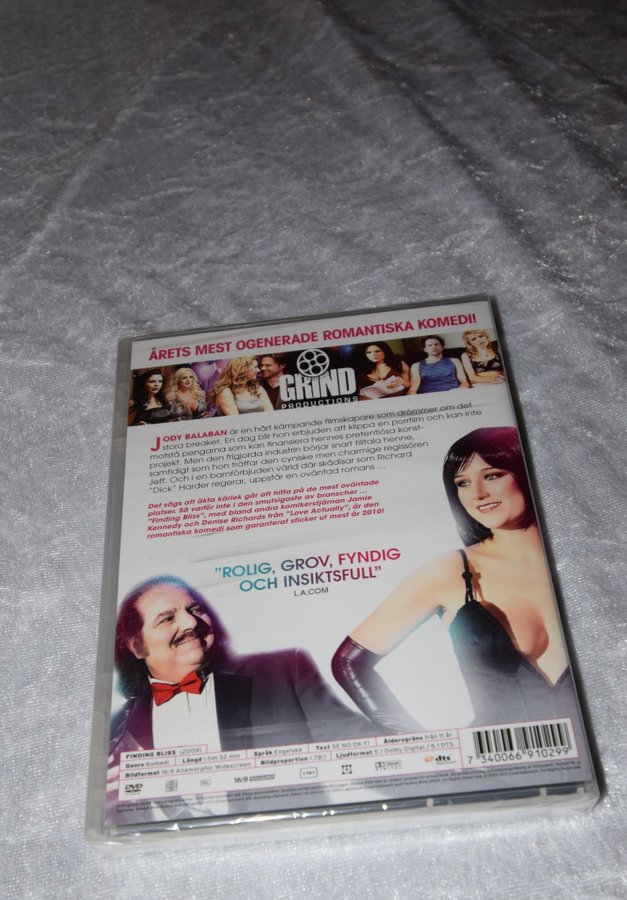 ÅRETS MEST OGENERADE ROMANTISKA KOMEDI!
GRIND
PRODUCTIONS
JODY BALABAN är en hårt kämpande filmskapare som drömmer om det
stora breaket. En dag blir hon erbjuden att klippa en porrfilm och kan inte
motstå pengarna som kan finansiera hennes pretentiösa konst-
projekt. Men den frigjorda industrin börjar snart tilltala henne,
samtidigt som hon träffar den cyniske men charmige regissören
Jeff. Och i en barnförbjuden värld där skådisar som Richard
"Dick" Harder regerar, uppstår en oväntad romans ...
Det sägs att äkta kärlek går att hitta på de mest oväntade
platser. Så varför inte i den smutsigaste av branscher ...
"Finding Bliss", med bland andra komikerstjärnan Jamie
Kennedy och Denise Richards från "Love Actually", är den
romantiska komedi som garanterat sticker ut mest år 2010!
"ROLIG, GROV, FYNDIG
OCH INSIKTSFULL"
L.A.COM
FINDING BLISS (2009)
Genre Komedi Längd 1 tim 32 min Språk Engelska Text SE NO DK FI Åldersgräns från 11 år
Bildformat 16:9 Anamorphic Widescreen Bildproportion 1.78:1 Ljudformat 5.1 Dolby Digital / 5.1 DTS
DVD 16:9 dts
7 340066 910299